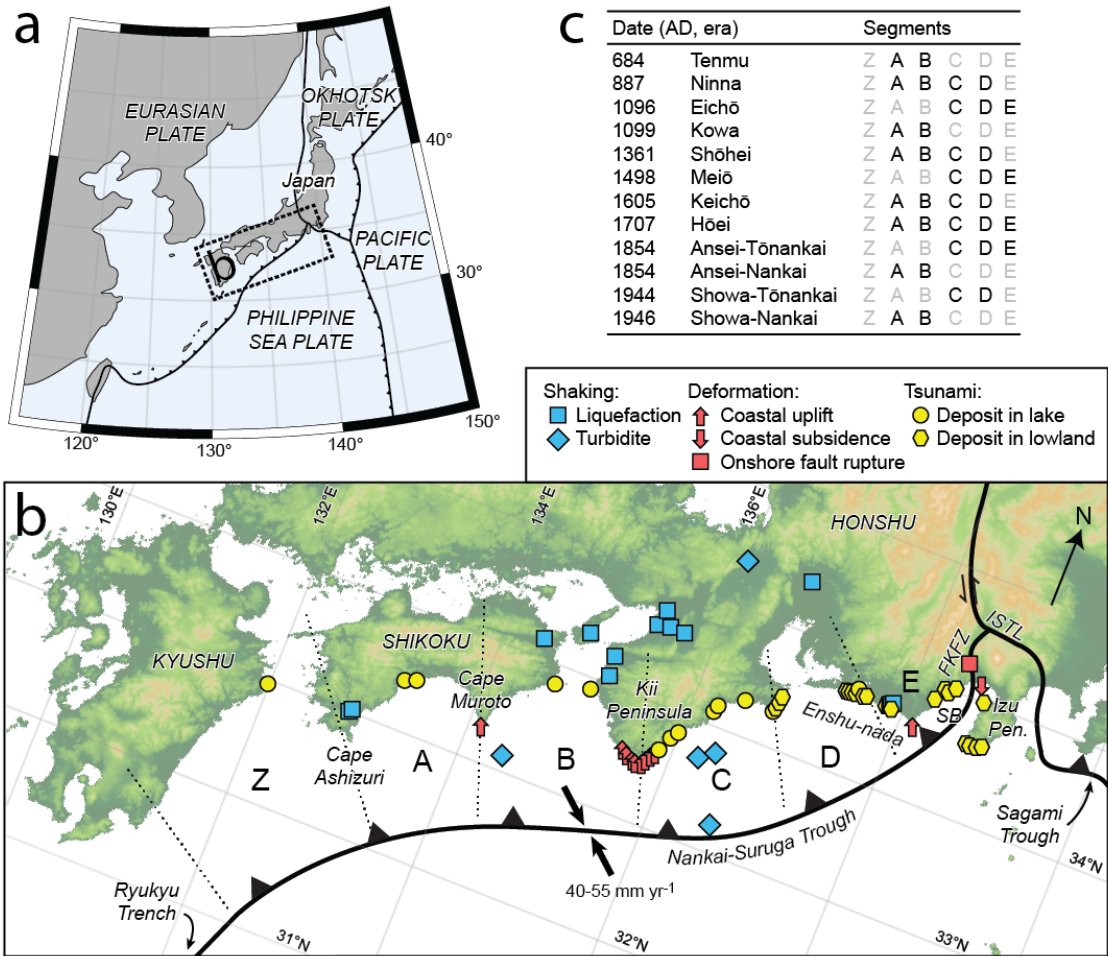 a
EURASIAN
PLATE
OKHOTSK
PLATE
Japan
b
PACIFIC
PLATE
PHILIPPINE
SEA PLATE
40°
30°
120°
130°
140°
150°
c
Date (AD, era) Segments
684 Tenmu Z A B C D E
887 Ninna Z A B C D E
1096 Eichō Z A B C D E
1099 Kowa Z A B C D E
1361 Shōhei Z A B C D E
1498 Meiō Z A B C D E
1605 Keichō Z A B C D E
1707 Hōei Z A B C D E
1854 Ansei-Tōnankai Z A B C D E
1854 Ansei-Nankai Z A B C D E
1944 Showa-Tōnankai Z A B C D E
1946 Showa-Nankai Z A B C D E
Shaking:
Liquefaction
Turbidite
Deformation:
Coastal uplift
Coastal subsidence
Onshore fault rupture
Tsunami:
Deposit in lake
Deposit in lowland
b
130°E
132°E
134°E
136°E
HONSHU
N
SHIKOKU
KYUSHU
Cape
Muroto
Kii
Peninsula
FKFZ
ISTL
E
SB
Izu
Pen.
Enshu-nada
Cape
Ashizuri
Z
A
B
C
D
Nankai-Suruga Trough
Sagami
Trough
40-55 mm yr-1
Ryukyu
Trench
31°N
32°N
33°N
34°N